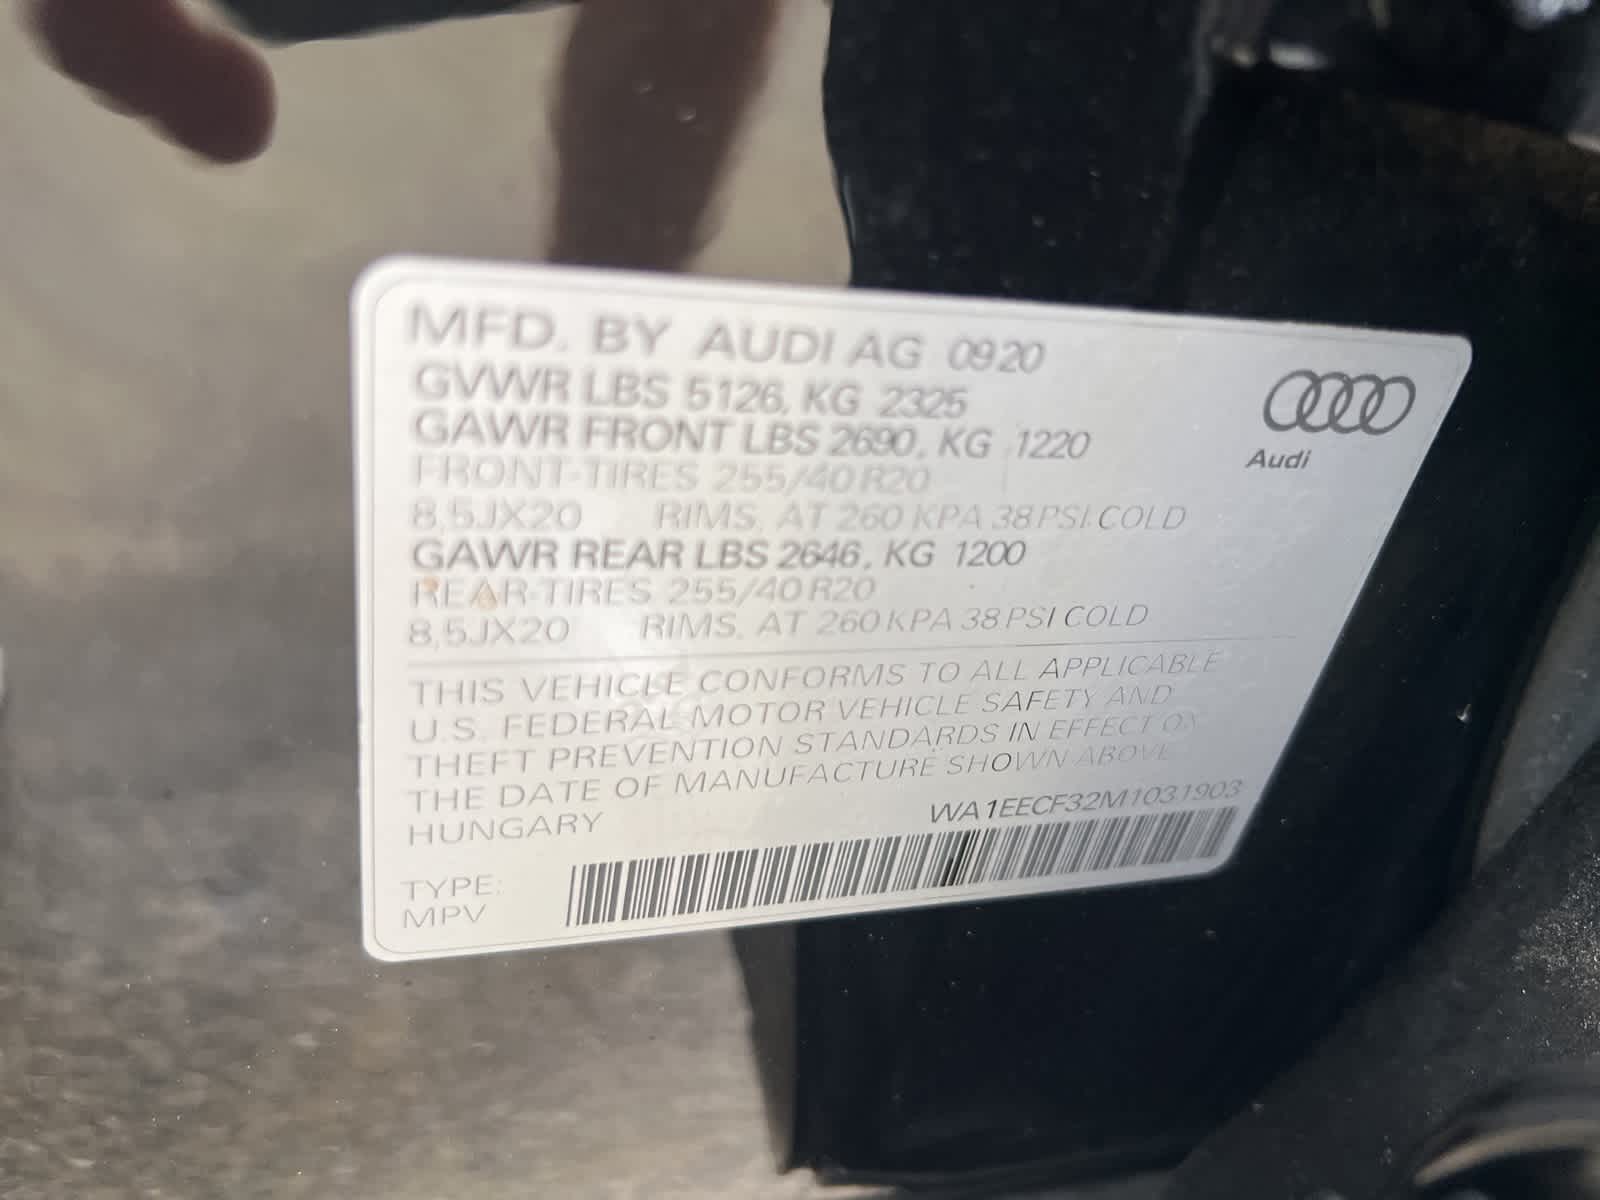 MFD. BY AUDI AG 0920
GVWR LBS 5126, KG 2325
GAWR FRONT LBS 2690, KG 1220
FRONT-TIRES 255/40 R20
8,5JX20 RIMS, AT 260 KPA 38 PSI COLD
GAWR REAR LBS 2646, KG 1200
REAR-TIRES 255/40 R20
8,5JX20 RIMS, AT 260 KPA 38 PSI COLD
Audi
THIS VEHICLE CONFORMS TO ALL APPLICABLE
U.S. FEDERAL MOTOR VEHICLE SAFETY AND
THEFT PREVENTION STANDARDS IN EFFECT ON
THE DATE OF MANUFACTURE SHOWN ABOVE
HUNGARY
WA1EECF32M1031903
TYPE:
MPV